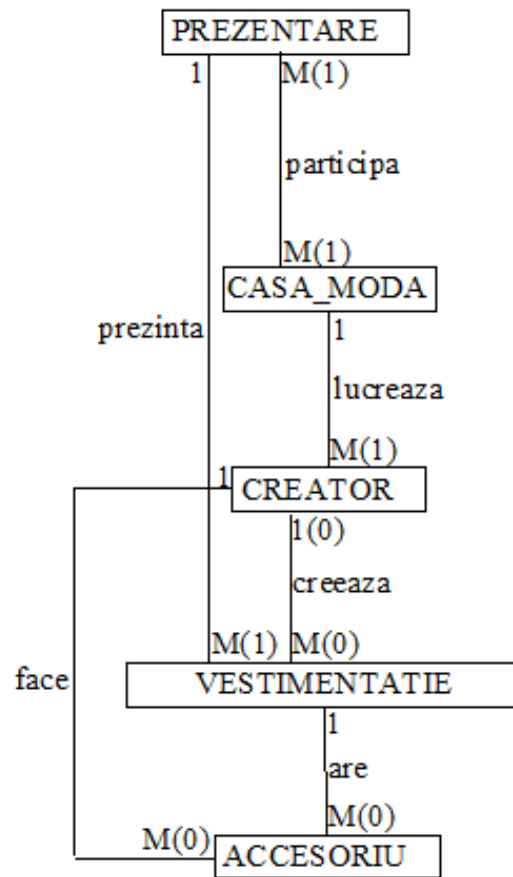 PREZENTARE
1
M(1)
participa
M(1)
CASA_MODA
prezinta
1
lucreaza
M(1)
1
CREATOR
1(0)
creeaza
M(1)
M(0)
face
VESTIMENTATIE
1
are
M(0)
M(0)
ACCESORIU